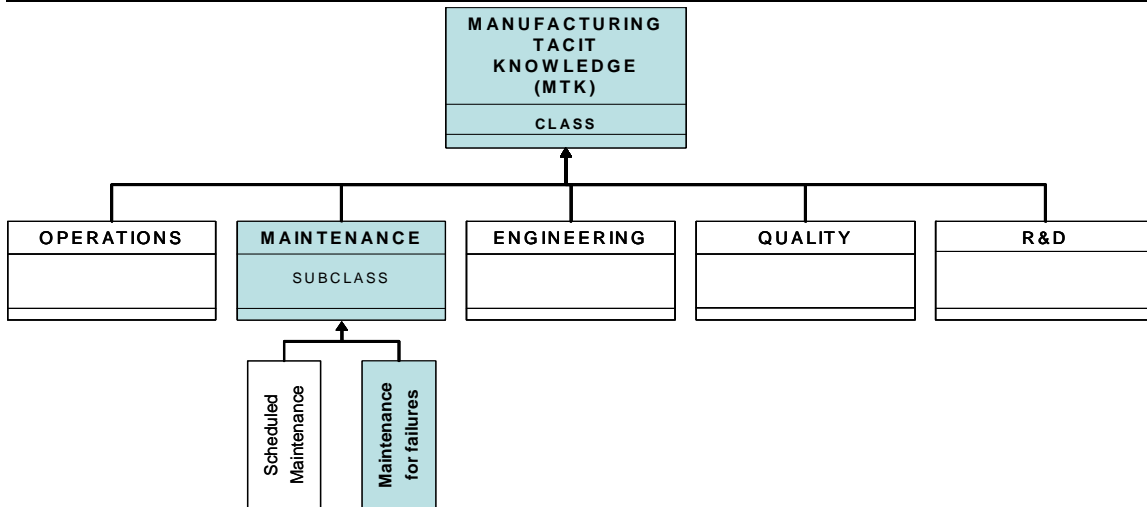 MANUFACTURING
TACIT
KNOWLEDGE
(MTK)
CLASS
OPERATIONS
MAINTENANCE
SUBCLASS
ENGINEERING
QUALITY
R&D
Scheduled
Maintenance
Maintenance
for failures